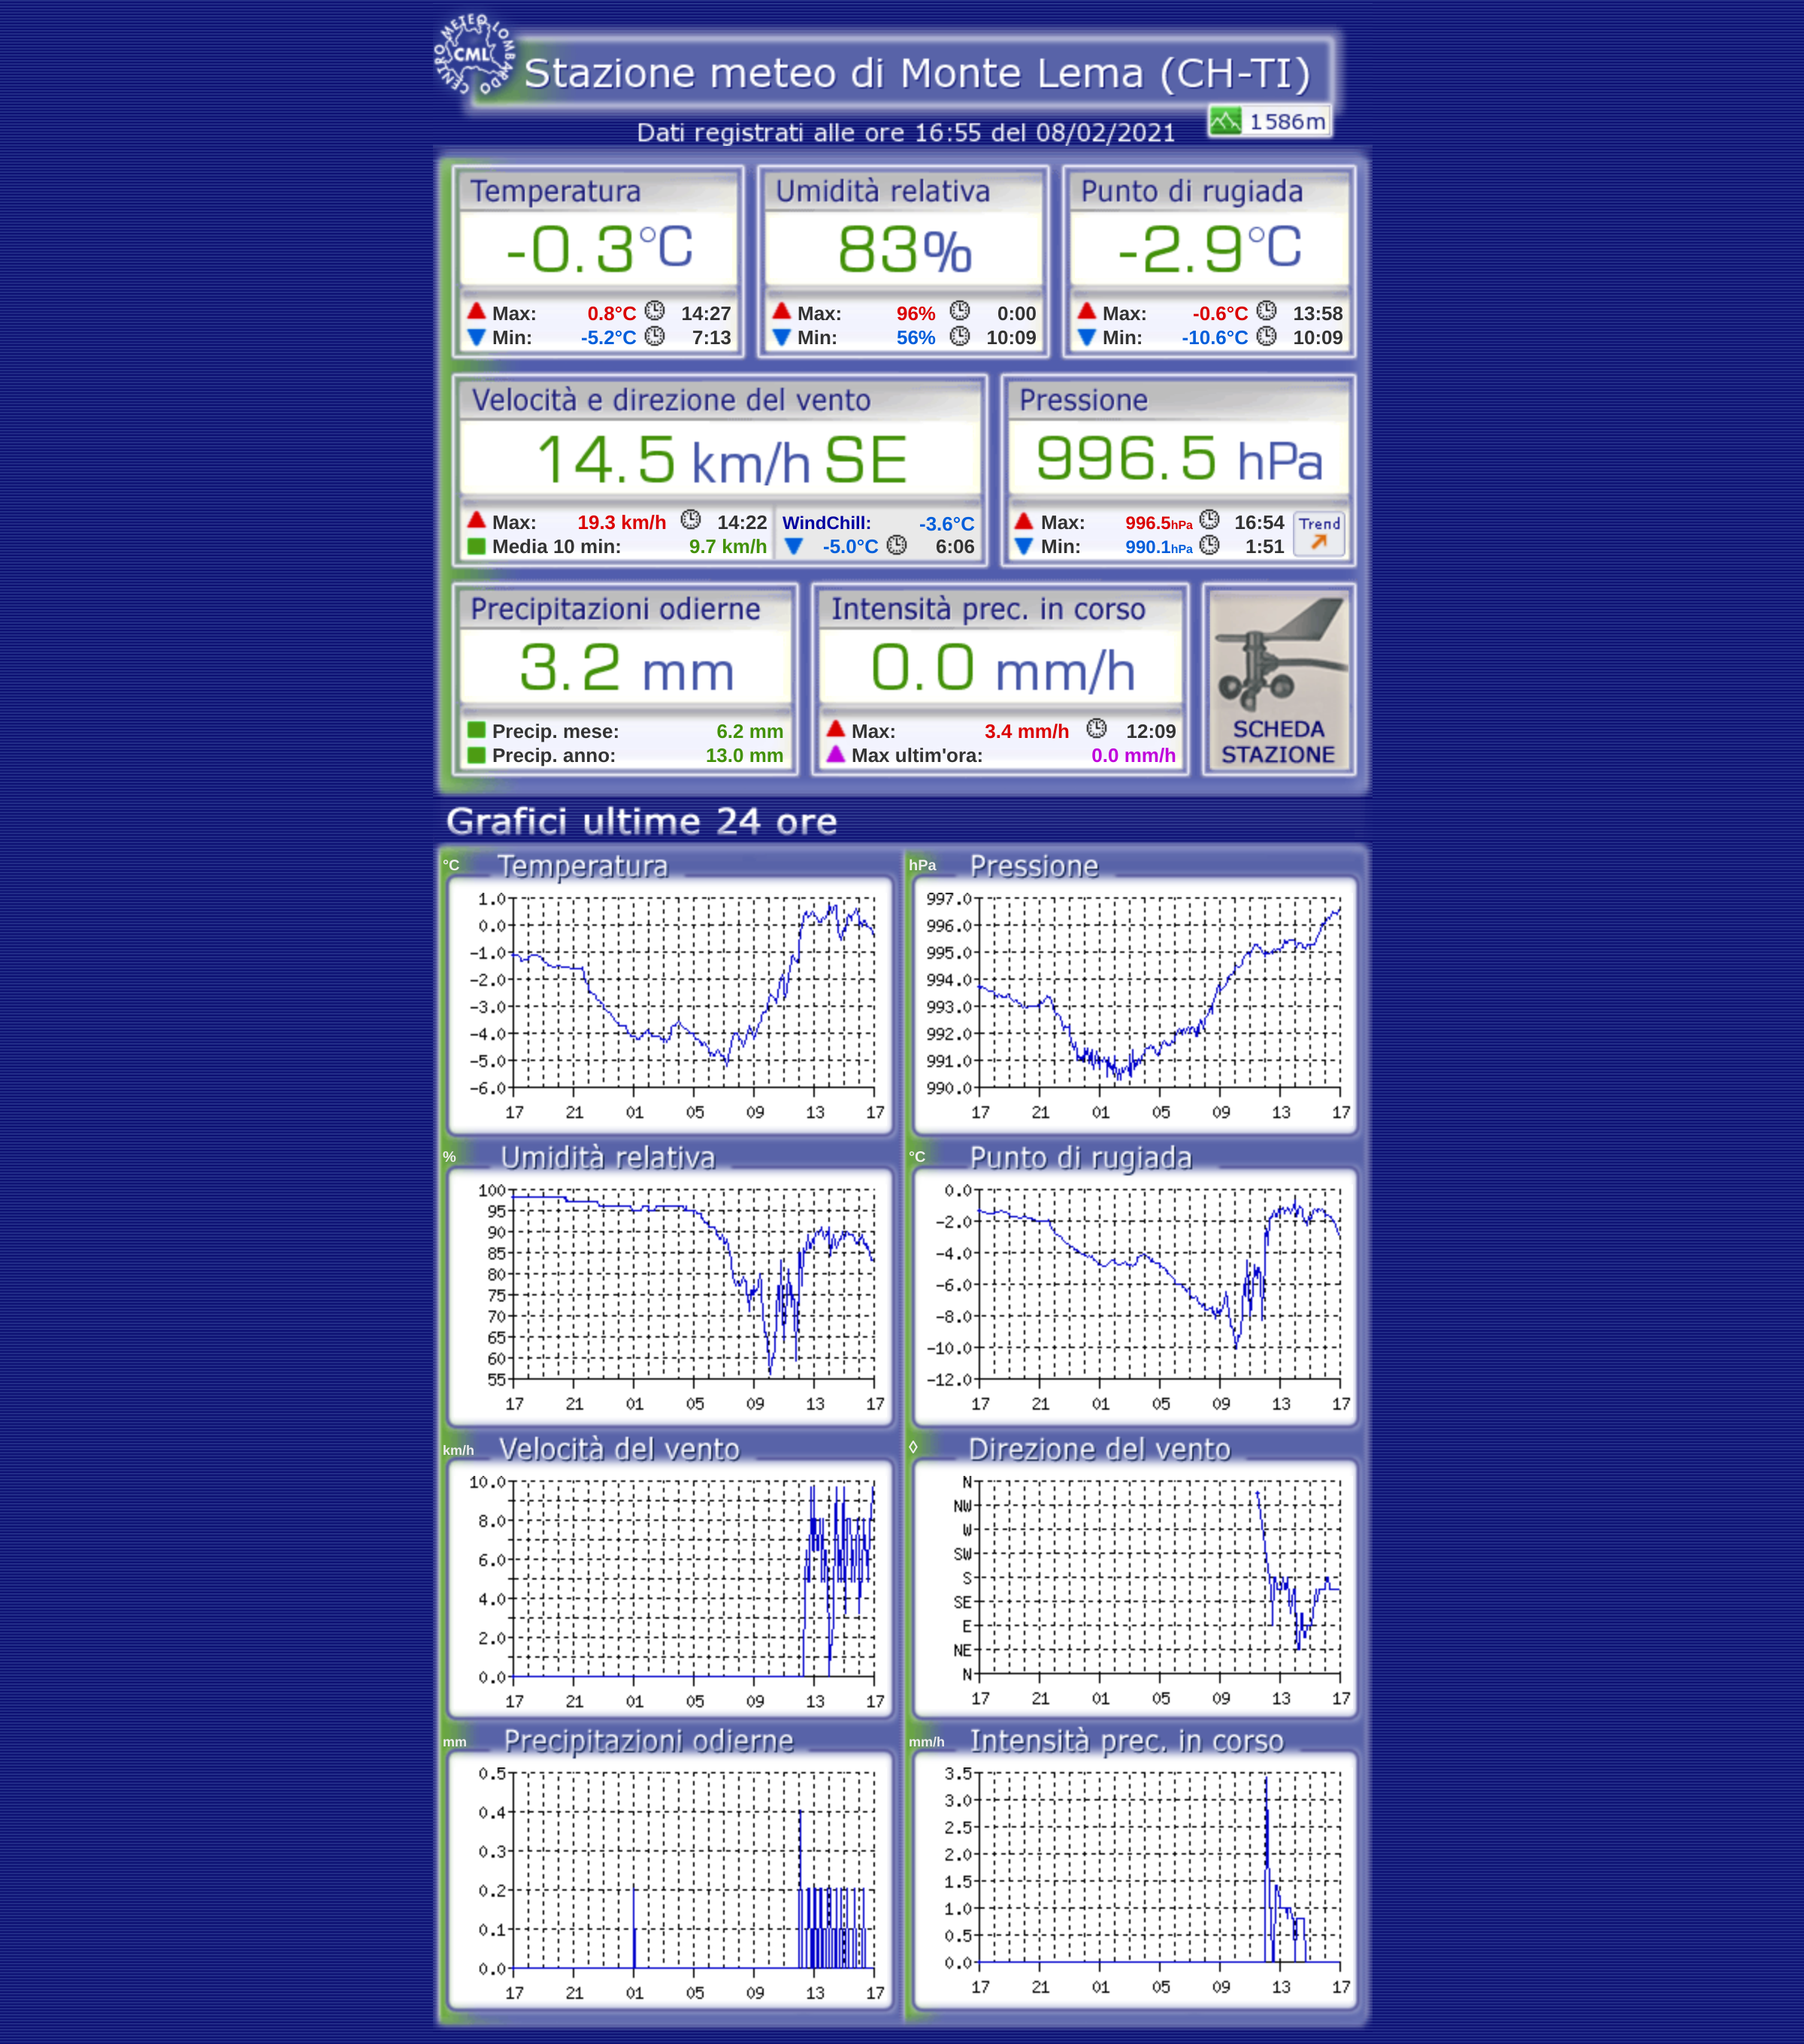 CENTRO METEO LOMBARDO
CML
Stazione meteo di Monte Lema (CH-TI)
1586m
Dati registrati alle ore 16:55 del 08/02/2021
Temperatura
-0.3°C
Max: 0.8°C 14:27
Min: -5.2°C 7:13
Umidità relativa
83%
Max: 96% 0:00
Min: 56% 10:09
Punto di rugiada
-2.9°C
Max: -0.6°C 13:58
Min: -10.6°C 10:09
Velocità e direzione del vento
14.5 km/h SE
Max: 19.3 km/h 14:22
Media 10 min: 9.7 km/h
WindChill: -3.6°C
-5.0°C 6:06
Pressione
996.5 hPa
Max: 996.5hPa 16:54
Min: 990.1hPa 1:51
Trend
Precipitazioni odierne
3.2 mm
Precip. mese: 6.2 mm
Precip. anno: 13.0 mm
Intensità prec. in corso
0.0 mm/h
Max: 3.4 mm/h 12:09
Max ultim'ora: 0.0 mm/h
SCHEDA
STAZIONE
Grafici ultime 24 ore
°C Temperatura
1.0
0.0
-1.0
-2.0
-3.0
-4.0
-5.0
-6.0
17 21 01 05 09 13 17
hPa Pressione
997.0
996.0
995.0
994.0
993.0
992.0
991.0
990.0
17 21 01 05 09 13 17
% Umidità relativa
100
95
90
85
80
75
70
65
60
55
17 21 01 05 09 13 17
°C Punto di rugiada
0.0
-2.0
-4.0
-6.0
-8.0
-10.0
-12.0
17 21 01 05 09 13 17
km/h Velocità del vento
10.0
8.0
6.0
4.0
2.0
0.0
17 21 01 05 09 13 17
◊ Direzione del vento
N
NW
W
SW
S
SE
E
NE
N
17 21 01 05 09 13 17
mm Precipitazioni odierne
0.5
0.4
0.3
0.2
0.1
0.0
17 21 01 05 09 13 17
mm/h Intensità prec. in corso
3.5
3.0
2.5
2.0
1.5
1.0
0.5
0.0
17 21 01 05 09 13 17